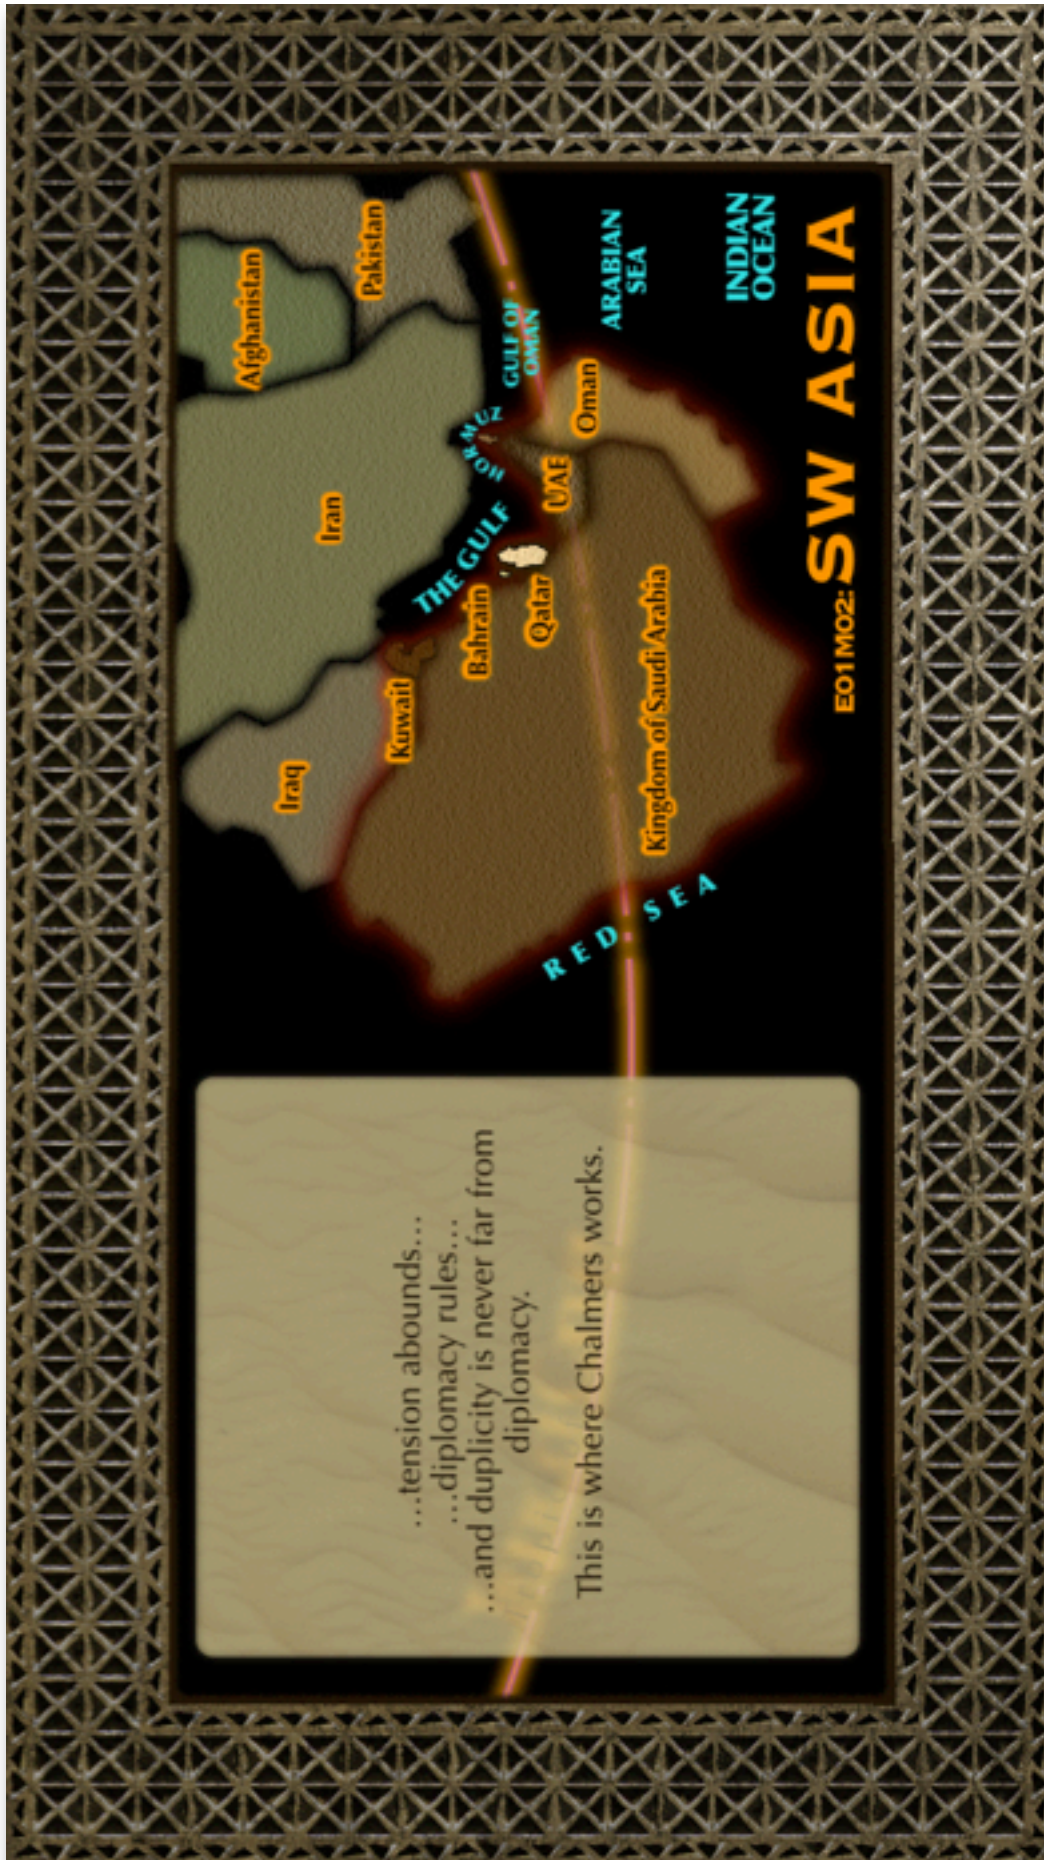 ...tension abounds...
...diplomacy rules...
...and duplicity is never far from
diplomacy.
This is where Chalmers works.
Afghanistan
Pakistan
Iran
Iraq
Kuwait
Bahrain
Qatar
UAE
Oman
Kingdom of Saudi Arabia
THE GULF
HORMUZ
GULF OF
OMAN
ARABIAN
SEA
INDIAN
OCEAN
RED SEA
E01M02: SW ASIA